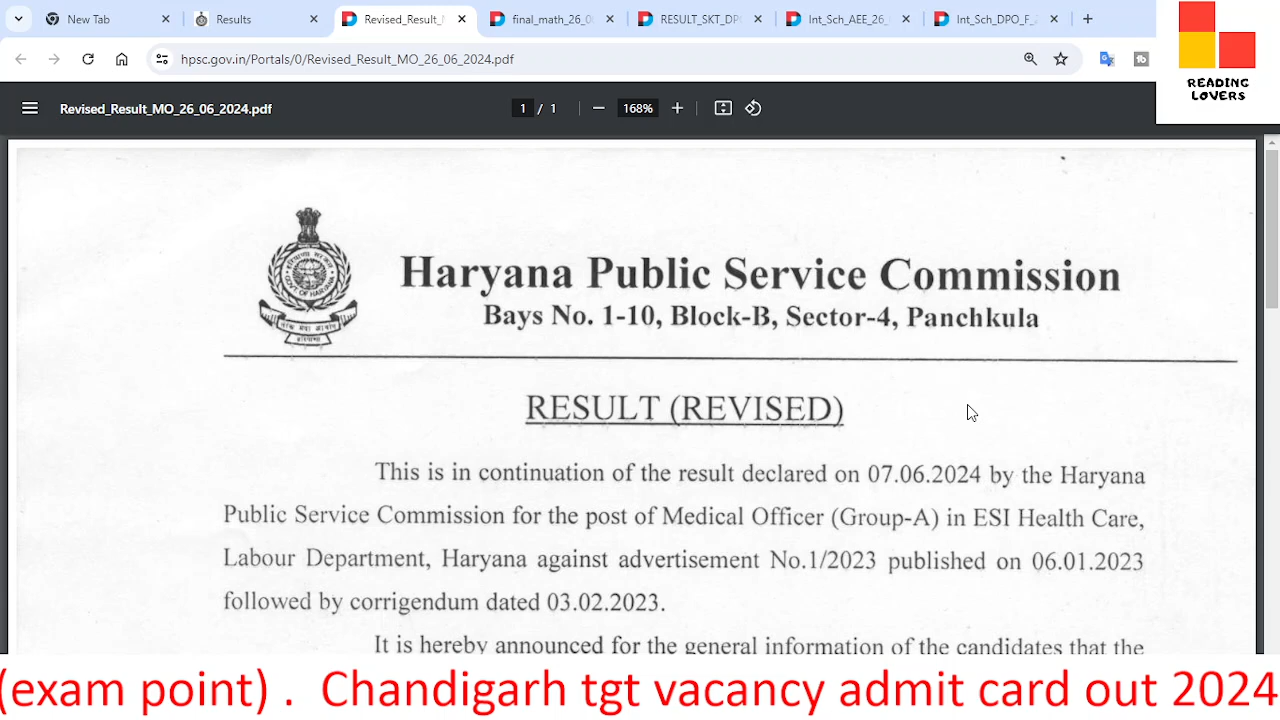 New Tab
Results
Revised_Result_M
final_math_26_0
RESULT_SKT_DP
Int_Sch_AEE_26_
Int_Sch_DPO_F_
hpsc.gov.in/Portals/0/Revised_Result_MO_26_06_2024.pdf
READING
LOVERS
Revised_Result_MO_26_06_2024.pdf
1 / 1
168%
Haryana Public Service Commission
Bays No. 1-10, Block-B, Sector-4, Panchkula
RESULT (REVISED)
This is in continuation of the result declared on 07.06.2024 by the Haryana
Public Service Commission for the post of Medical Officer (Group-A) in ESI Health Care,
Labour Department, Haryana against advertisement No.1/2023 published on 06.01.2023
followed by corrigendum dated 03.02.2023.
It is hereby announced for the general information of the candidates that the
(exam point) . Chandigarh tgt vacancy admit card out 2024